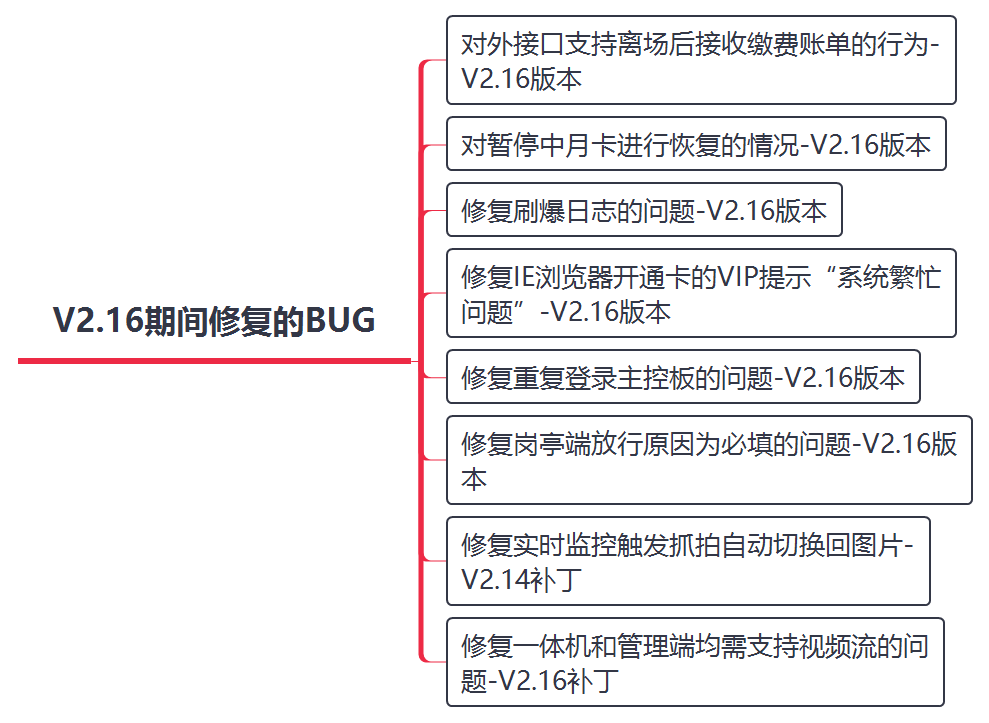 对外接口支持离场后接收缴费账单的行为-
V2.16版本
对暂停中月卡进行恢复的情况-V2.16版本
修复刷爆日志的问题-V2.16版本
修复IE浏览器开通卡的VIP提示“系统繁忙
问题”-V2.16版本
V2.16期间修复的BUG
修复重复登录主控板的问题-V2.16版本
修复岗亭端放行原因为必填的问题-V2.16版
本
修复实时监控触发抓拍自动切换回图片-
V2.14补丁
修复一体机和管理端均需支持视频流的问
题-V2.16补丁